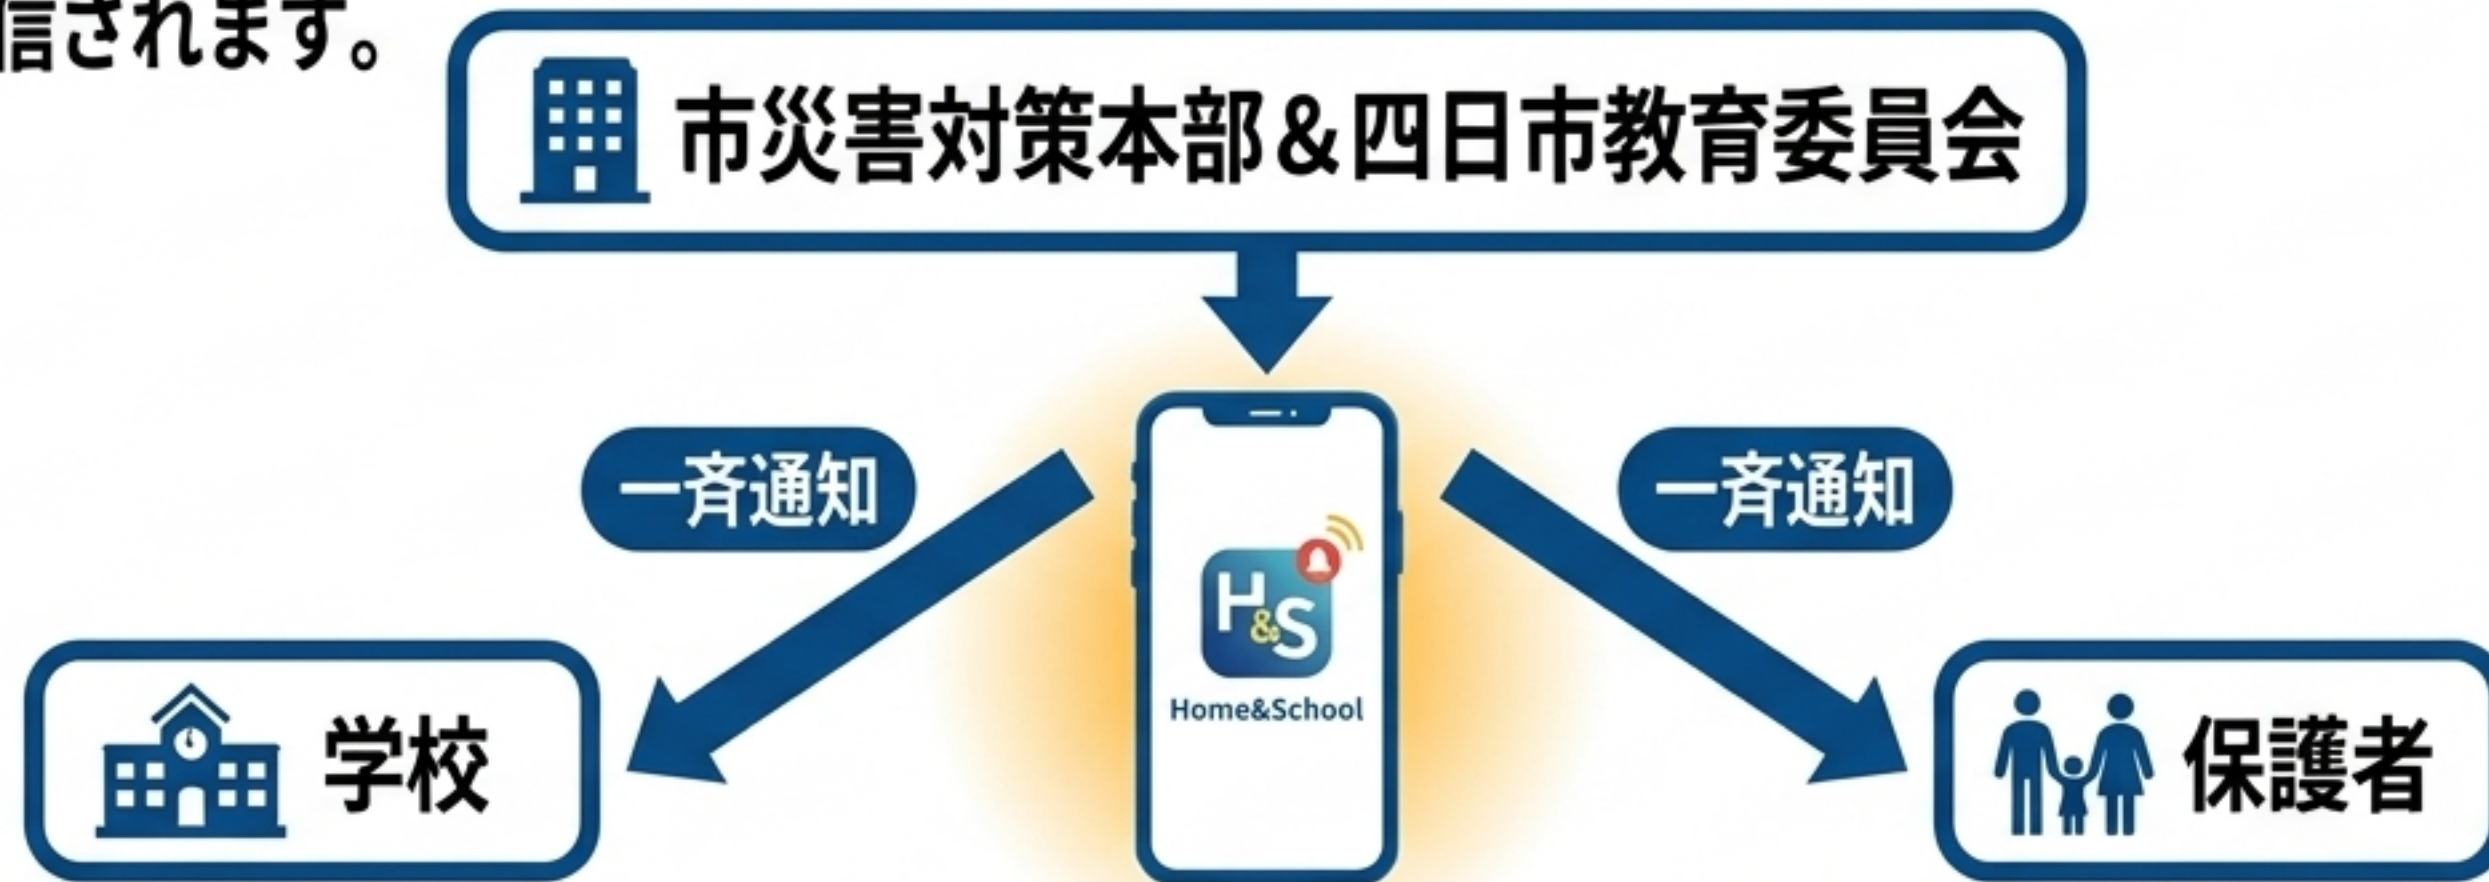 信されます。
市災害対策本部&四日市教育委員会
一斉通知
一斉通知
H&S
Home&School
学校
保護者